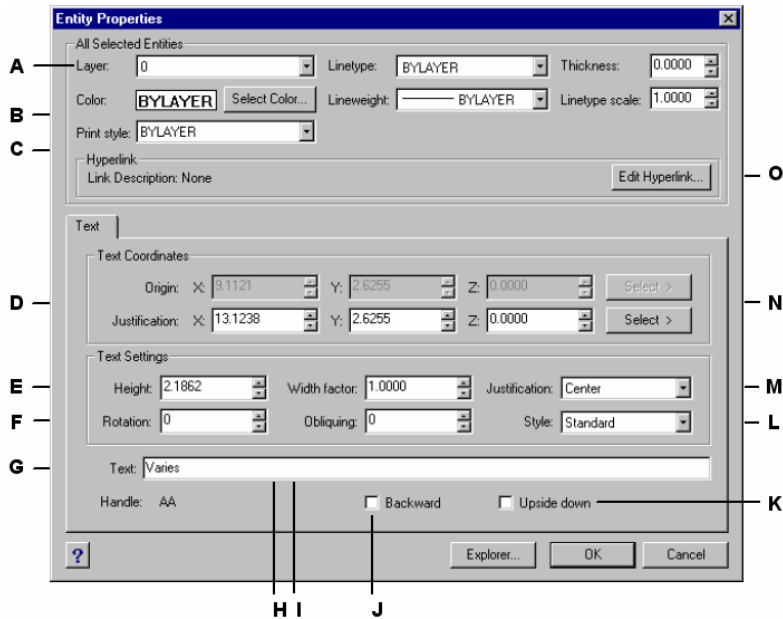 Entity Properties
All Selected Entities
A Layer: 0 Linetype: BYLAYER Thickness: 0.0000
B Color: BYLAYER Select Color... Lineweight: BYLAYER Linetype scale: 1.0000
C Print style: BYLAYER
Hyperlink
Link Description: None Edit Hyperlink... O
Text
Text Coordinates
D Origin: X: 9.1121 Y: 2.6255 Z: 0.0000 Select > N
Justification: X: 13.1238 Y: 2.6255 Z: 0.0000 Select >
Text Settings
E Height: 2.1862 Width factor: 1.0000 Justification: Center M
F Rotation: 0 Obliquing: 0 Style: Standard L
G Text: Varies
Handle: AA Backward Upside down K
? Explorer... OK Cancel
H I J